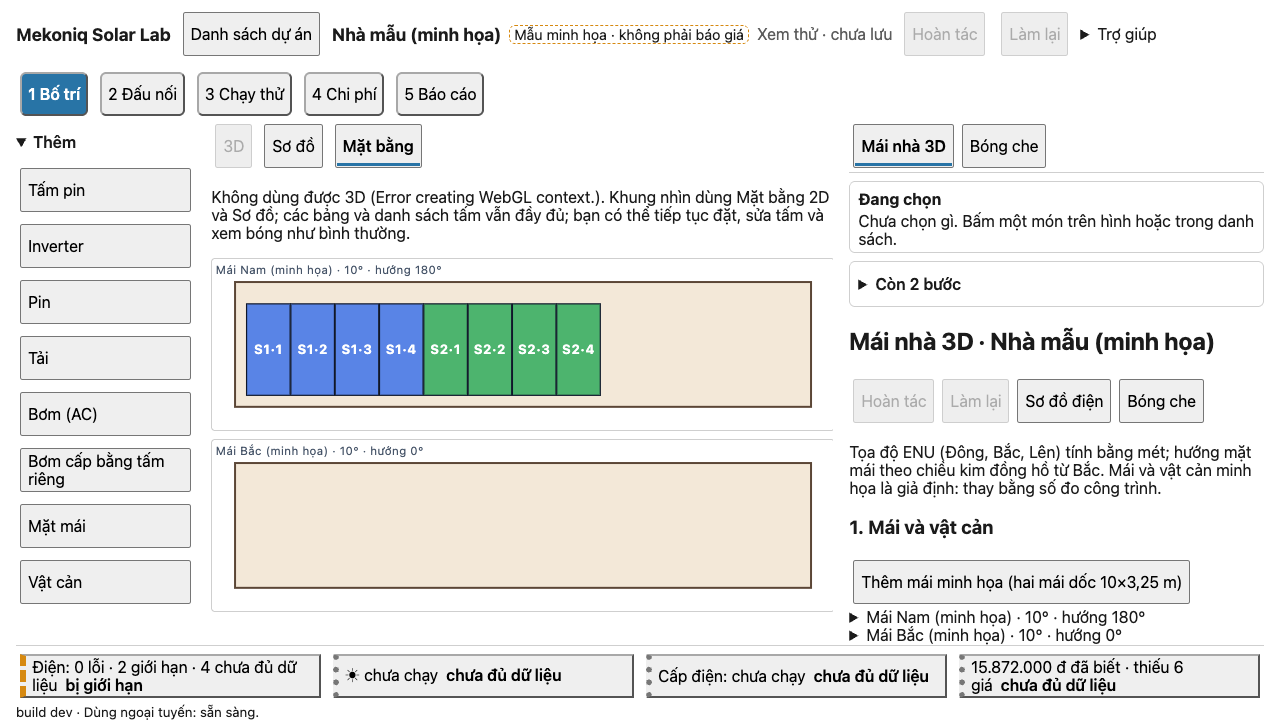 Mekoniq Solar Lab
Danh sách dự án
Nhà mẫu (minh họa)
Mẫu minh họa · không phải báo giá
Xem thử · chưa lưu
Hoàn tác
Làm lại
▶ Trợ giúp
1 Bố trí
2 Đấu nối
3 Chạy thử
4 Chi phí
5 Báo cáo
▼ Thêm
Tấm pin
Inverter
Pin
Tải
Bơm (AC)
Bơm cấp bằng tấm
riêng
Mặt mái
Vật cản
3D
Sơ đồ
Mặt bằng
Không dùng được 3D (Error creating WebGL context.). Khung nhìn dùng Mặt bằng 2D
và Sơ đồ; các bảng và danh sách tấm vẫn đầy đủ; bạn có thể tiếp tục đặt, sửa tấm và
xem bóng như bình thường.
Mái Nam (minh họa) · 10° · hướng 180°
S1·1
S1·2
S1·3
S1·4
S2·1
S2·2
S2·3
S2·4
Mái Bắc (minh họa) · 10° · hướng 0°
Mái nhà 3D
Bóng che
Đang chọn
Chưa chọn gì. Bấm một món trên hình hoặc trong danh
sách.
▶ Còn 2 bước
Mái nhà 3D · Nhà mẫu (minh họa)
Hoàn tác
Làm lại
Sơ đồ điện
Bóng che
Tọa độ ENU (Đông, Bắc, Lên) tính bằng mét; hướng mặt
mái theo chiều kim đồng hồ từ Bắc. Mái và vật cản minh
họa là giả định: thay bằng số đo công trình.
1. Mái và vật cản
Thêm mái minh họa (hai mái dốc 10×3,25 m)
▶ Mái Nam (minh họa) · 10° · hướng 180°
▶ Mái Bắc (minh họa) · 10° · hướng 0°
Điện: 0 lỗi · 2 giới hạn · 4 chưa đủ dữ
liệu bị giới hạn
☀ chưa chạy chưa đủ dữ liệu
Cấp điện: chưa chạy chưa đủ dữ liệu
15.872.000 đ đã biết · thiếu 6
giá chưa đủ dữ liệu
build dev · Dùng ngoại tuyến: sẵn sàng.